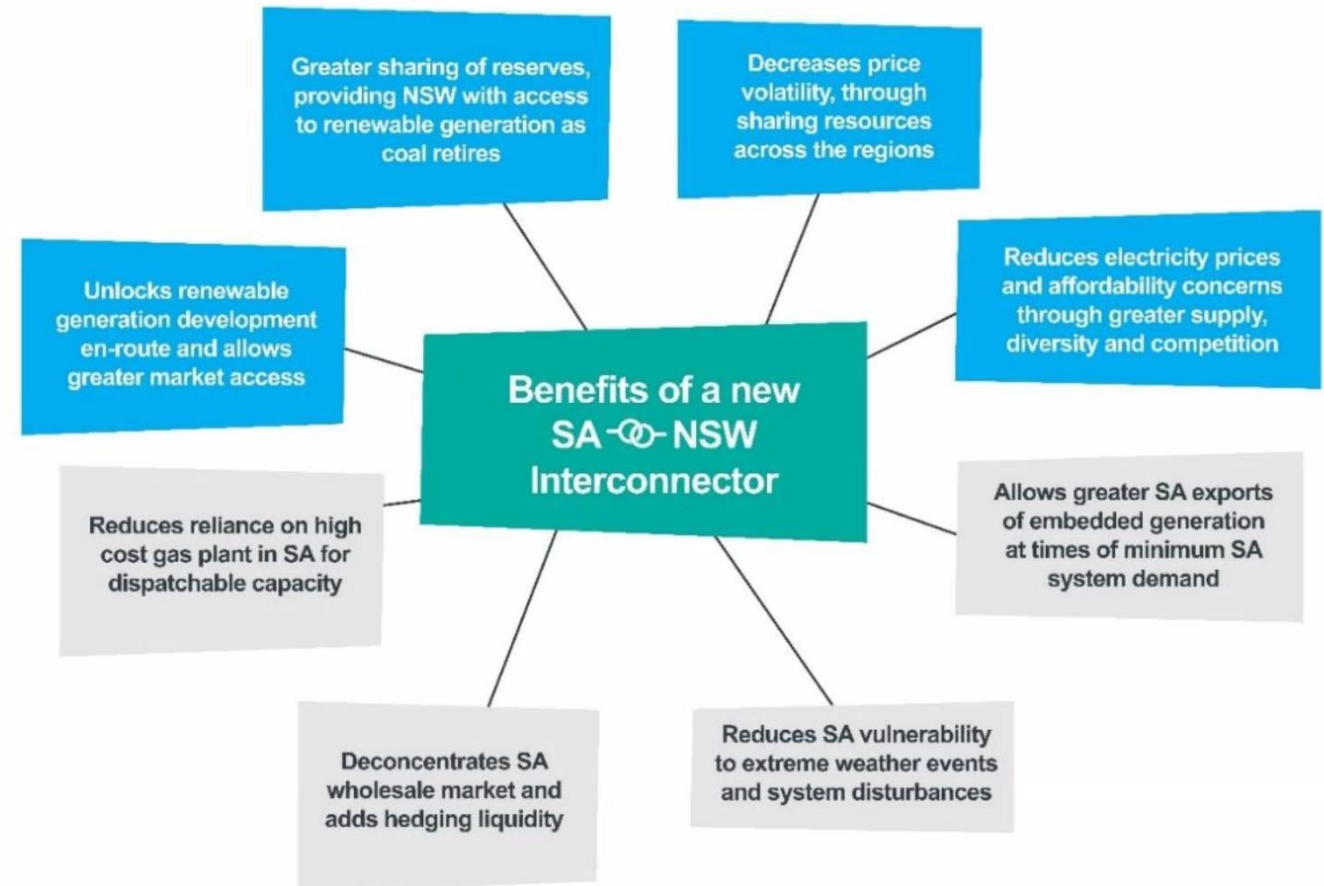 Greater sharing of reserves,
providing NSW with access
to renewable generation as
coal retires
Decreases price
volatility, through
sharing resources
across the regions
Unlocks renewable
generation development
en-route and allows
greater market access
Reduces electricity prices
and affordability concerns
through greater supply,
diversity and competition
Benefits of a new
SA NSW
Interconnector
Reduces reliance on high
cost gas plant in SA for
dispatchable capacity
Allows greater SA exports
of embedded generation
at times of minimum SA
system demand
Deconcentrates SA
wholesale market and
adds hedging liquidity
Reduces SA vulnerability
to extreme weather events
and system disturbances